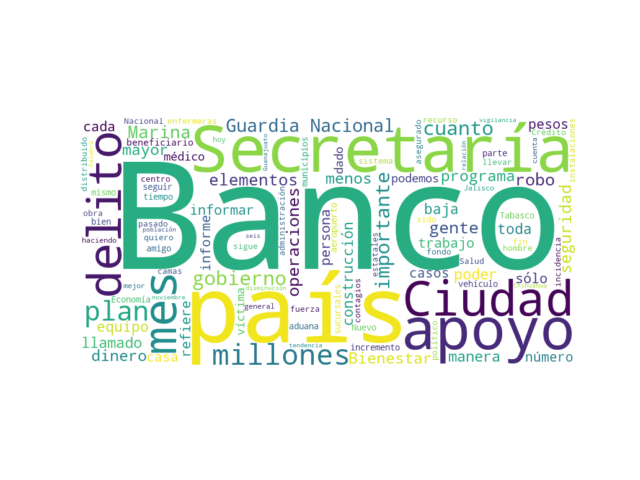 Nacional enfermeras
recurso
vigilancia
cada
Marina
Guardia Nacional
Secretaría
cuanto
pesos
Crédito
distribuido
mayor
beneficiario
médico
Guanajuato
hoy
municipios
dado
sistema
asegurado
parte
llevar
relación
cuenta
instalaciones
mismo
delito
centro
seguir
tiempo
elementos
menos
podemos
programa
Jalisco
robo
Banco
obra
bien
haciendo
pasado
población
quiero
amigo
informar
sigue
seis
informe
administración
operaciones
persona
aeropuerto
construcción
importante
estatales
baja
sido
gente
trabajo
Tabasco
toda
fin
hombre
seguridad
incidencia
camas
mes
mejor
Economía
noviembre
refiere
gobierno
país
fondo
casos
Salud
poder
vehículo
sólo
Chihuahua
Ciudad
plan
equipo
víctima
disminución
general
fuerza
aduana
sucursales
Nuevo
contagios
apoyo
llamado
dinero
casa
millones
tendencia
incremento
Bienestar
político
manera
número